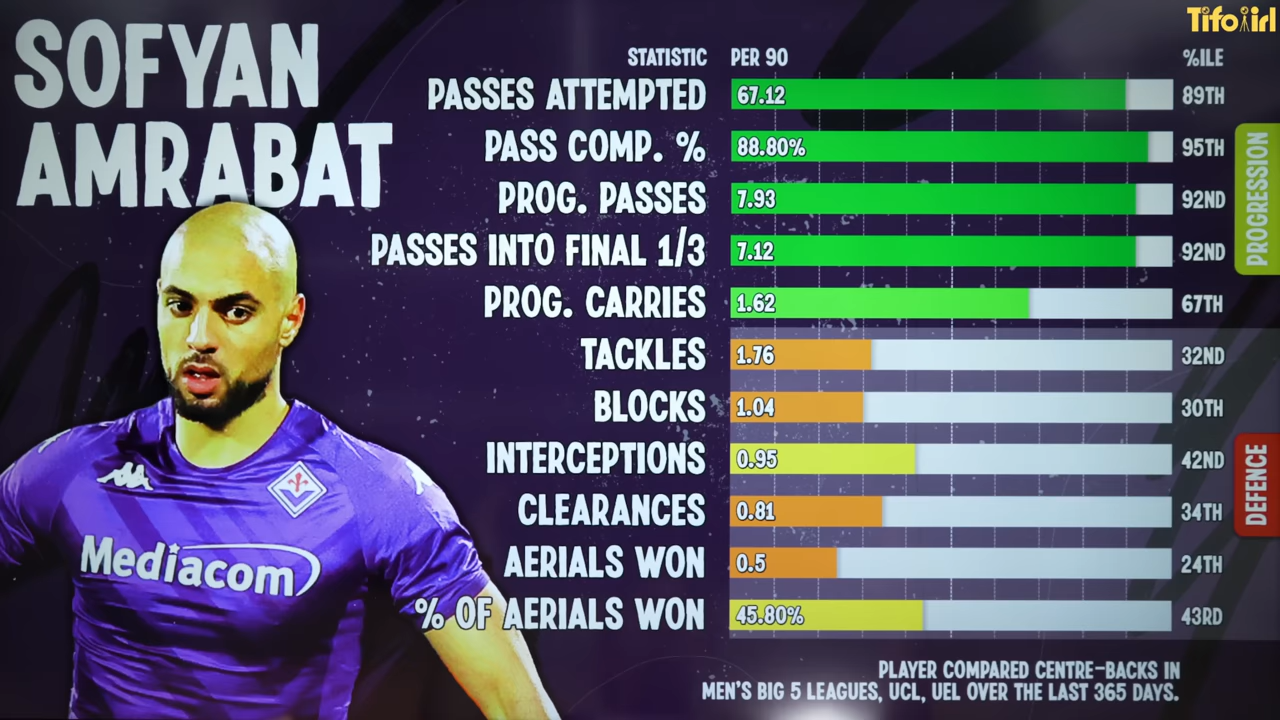 SOFYAN
AMRABAT
Tifo irl
STATISTIC PER 90 %ILE
PASSES ATTEMPTED 67.12 89TH
PASS COMP. % 88.80% 95TH
PROG. PASSES 7.93 92ND
PASSES INTO FINAL 1/3 7.12 92ND
PROG. CARRIES 1.62 67TH
PROGRESSION
TACKLES 1.76 32ND
BLOCKS 1.04 30TH
INTERCEPTIONS 0.95 42ND
CLEARANCES 0.81 34TH
AERIALS WON 0.5 24TH
% OF AERIALS WON 45.80% 43RD
DEFENCE
Mediacom
PLAYER COMPARED CENTRE-BACKS IN
MEN'S BIG 5 LEAGUES, UCL, UEL OVER THE LAST 365 DAYS.